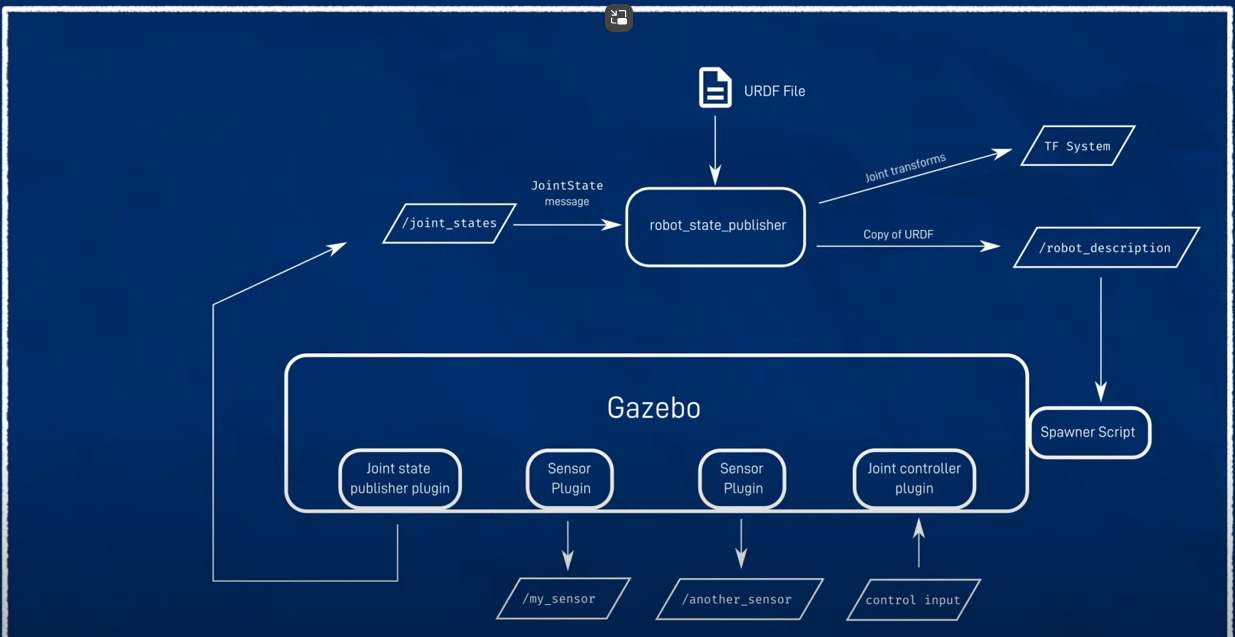 URDF File
TF System
Joint transforms
JointState
message
/joint_states
robot_state_publisher
Copy of URDF
/robot_description
Gazebo
Spawner Script
Joint state
publisher plugin
Sensor
Plugin
Sensor
Plugin
Joint controller
plugin
/my_sensor
/another_sensor
control input